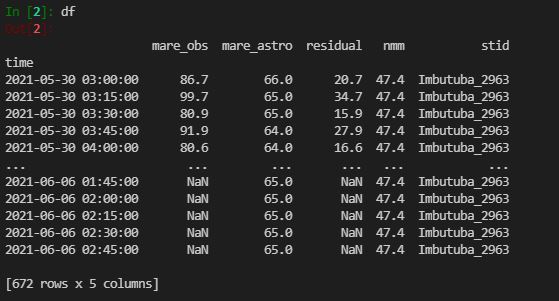 In [2]: df
Out[2]:
mare_obs mare_astro residual nmm stid
time
2021-05-30 03:00:00 86.7 66.0 20.7 47.4 Imbutuba_2963
2021-05-30 03:15:00 99.7 65.0 34.7 47.4 Imbutuba_2963
2021-05-30 03:30:00 80.9 65.0 15.9 47.4 Imbutuba_2963
2021-05-30 03:45:00 91.9 64.0 27.9 47.4 Imbutuba_2963
2021-05-30 04:00:00 80.6 64.0 16.6 47.4 Imbutuba_2963
... ... ... ... ... ...
2021-06-06 01:45:00 NaN 65.0 NaN 47.4 Imbutuba_2963
2021-06-06 02:00:00 NaN 65.0 NaN 47.4 Imbutuba_2963
2021-06-06 02:15:00 NaN 65.0 NaN 47.4 Imbutuba_2963
2021-06-06 02:30:00 NaN 65.0 NaN 47.4 Imbutuba_2963
2021-06-06 02:45:00 NaN 65.0 NaN 47.4 Imbutuba_2963
[672 rows x 5 columns]